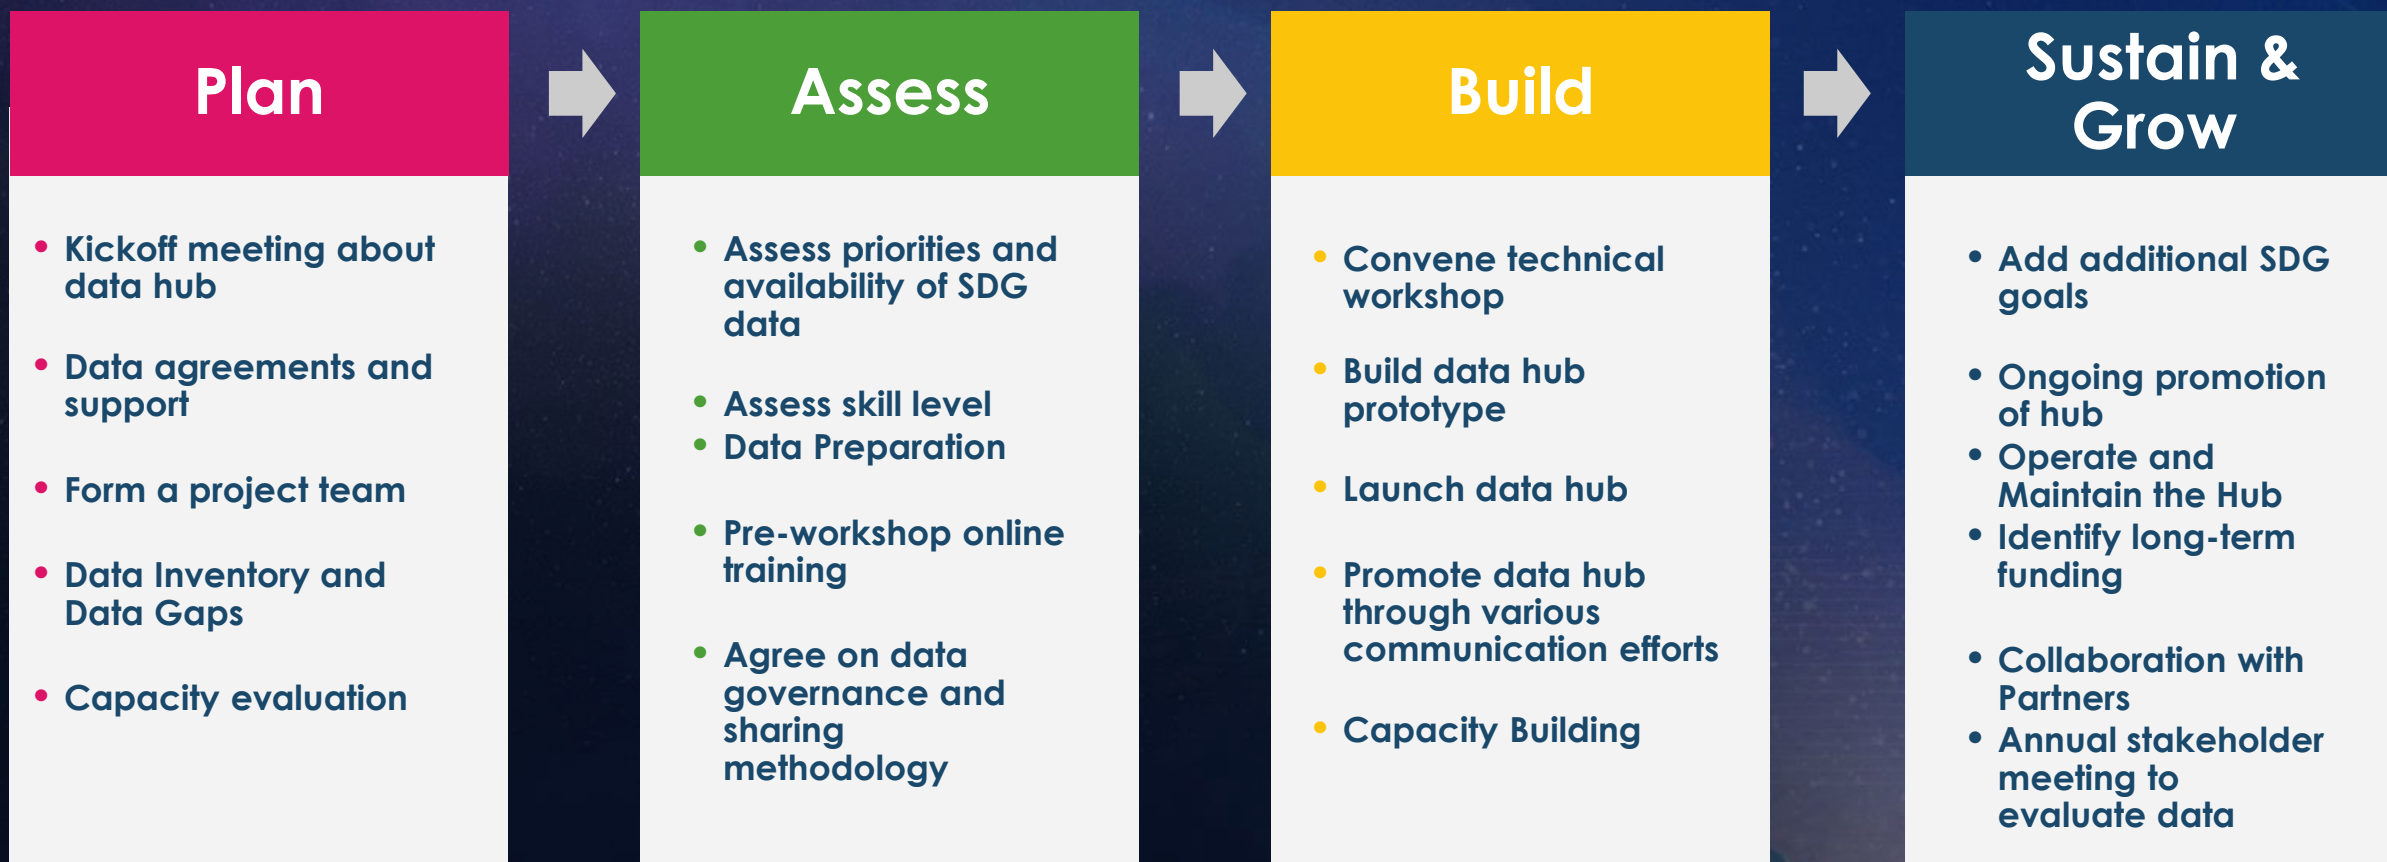 Plan
• Kickoff meeting about
data hub
• Data agreements and
support
• Form a project team
• Data Inventory and
Data Gaps
• Capacity evaluation
Assess
• Assess priorities and
availability of SDG
data
• Assess skill level
• Data Preparation
• Pre-workshop online
training
• Agree on data
governance and
sharing
methodology
Build
• Convene technical
workshop
• Build data hub
prototype
• Launch data hub
• Promote data hub
through various
communication efforts
• Capacity Building
Sustain &
Grow
• Add additional SDG
goals
• Ongoing promotion
of hub
• Operate and
Maintain the Hub
• Identify long-term
funding
• Collaboration with
Partners
• Annual stakeholder
meeting to
evaluate data